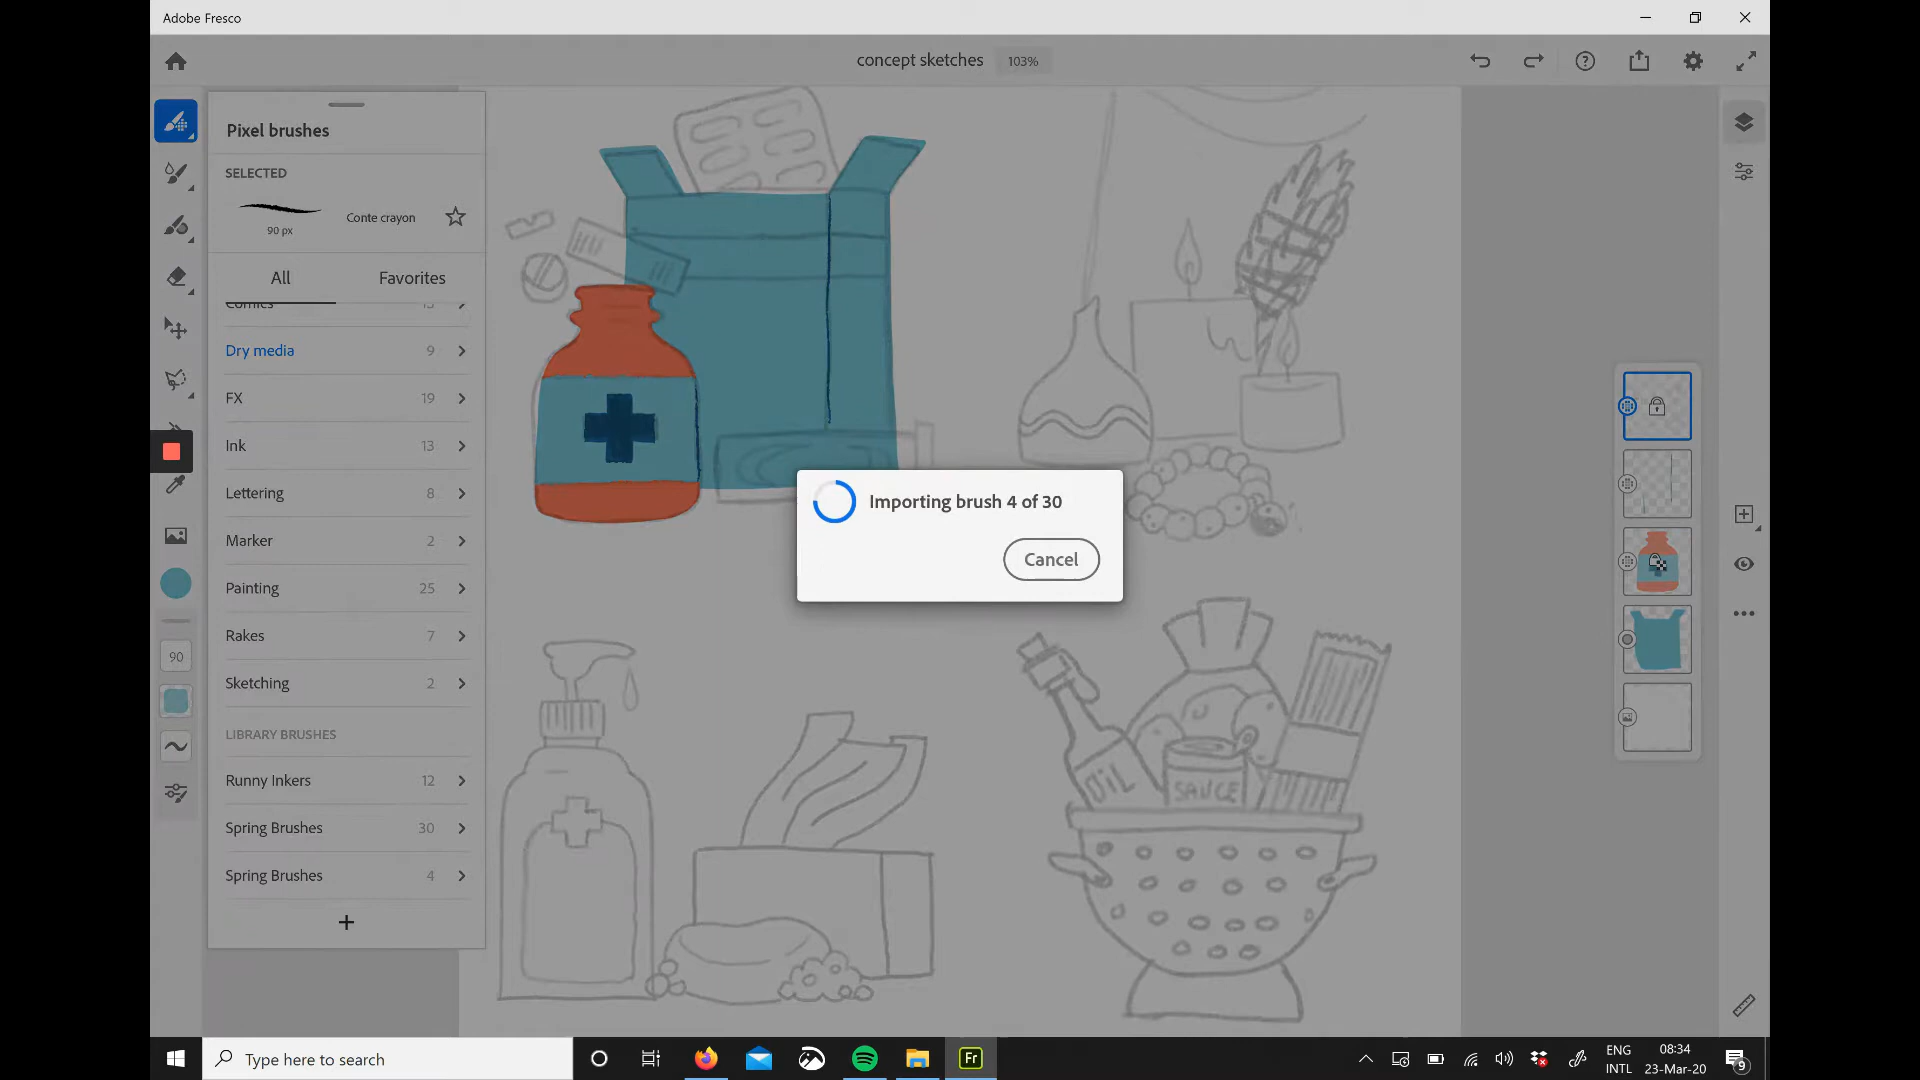 Adobe Fresco
concept sketches 103%
Pixel brushes
SELECTED
Conte crayon
90 px
All Favorites
Comics
Dry media 9
FX 19
Ink 13
Lettering 8
Marker 2
Painting 25
Rakes 7
Sketching 2
LIBRARY BRUSHES
Runny Inkers 12
Spring Brushes 30
Spring Brushes 4
+
90
Importing brush 4 of 30
Cancel
OIL
SAUCE
Type here to search
Fr
ENG
INTL
08:34
23-Mar-20
9